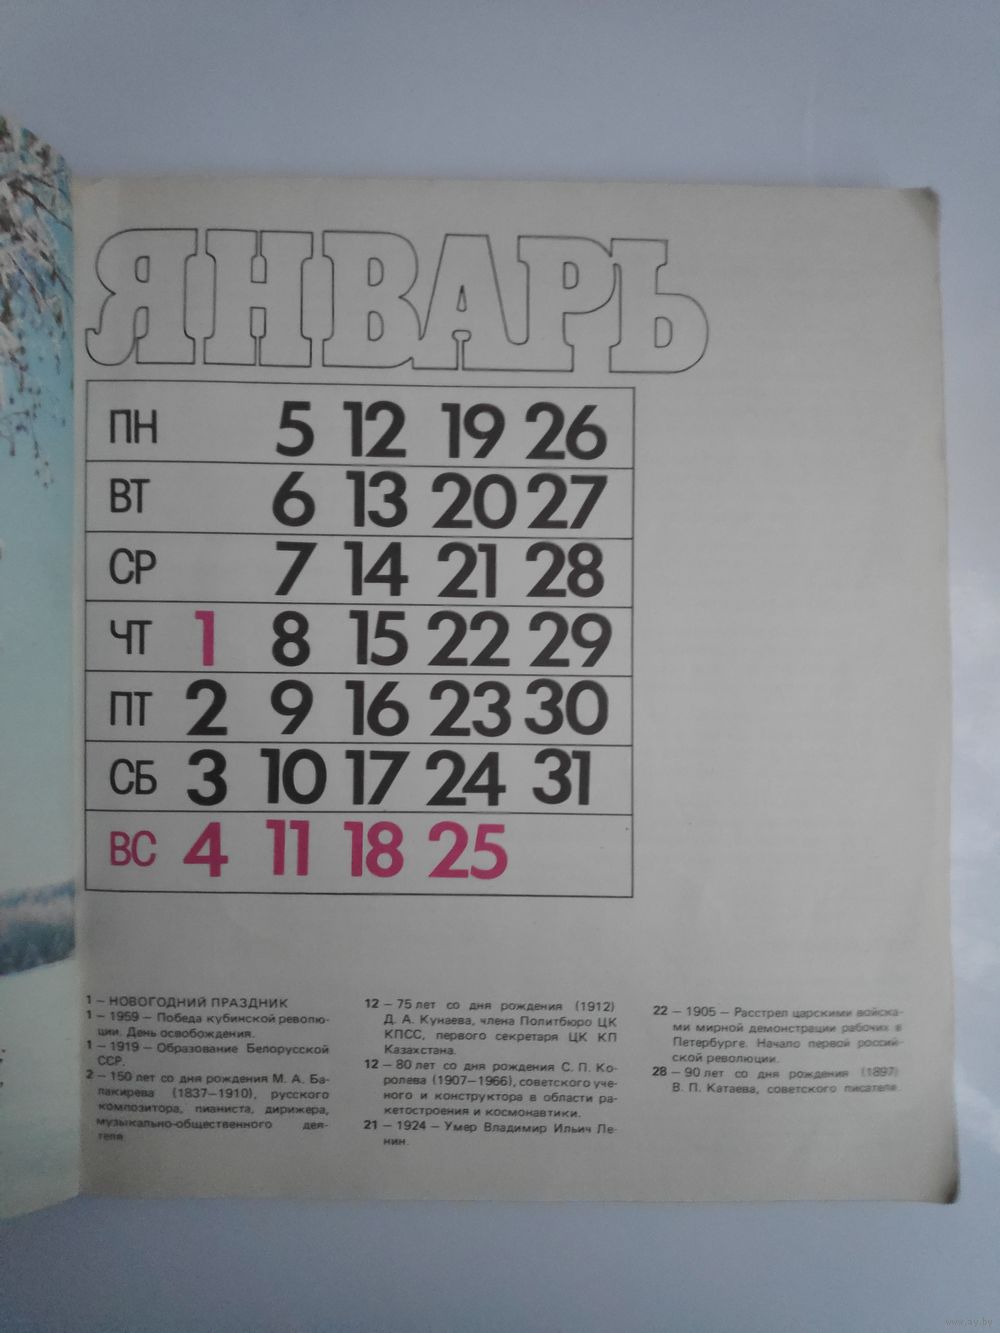 ЯНВАРЬ
ПН 5 12 19 26
ВТ 6 13 20 27
СР 7 14 21 28
ЧТ 1 8 15 22 29
ПТ 2 9 16 23 30
СБ 3 10 17 24 31
ВС 4 11 18 25
1 – НОВОГОДНИЙ ПРАЗДНИК
1 – 1959 – Победа кубинской револю-
ции. День освобождения.
1 – 1919 – Образование Белорусской
ССР.
2 – 150 лет со дня рождения М. А. Ба-
лакирева (1837–1910), русского
композитора, пианиста, дирижера,
музыкально-общественного дея-
теля.
12 – 75 лет со дня рождения (1912)
Д. А. Кунаева, члена Политбюро ЦК
КПСС, первого секретаря ЦК КП
Казахстана.
12 – 80 лет со дня рождения С. П. Ко-
ролева (1907–1966), советского уче-
ного и конструктора в области ра-
кетостроения и космонавтики.
21 – 1924 – Умер Владимир Ильич Ле-
нин.
22 – 1905 – Расстрел царскими войска-
ми мирной демонстрации рабочих в
Петербурге. Начало первой россий-
ской революции.
28 – 90 лет со дня рождения (1897)
В. П. Катаева, советского писателя.
www.ay.by